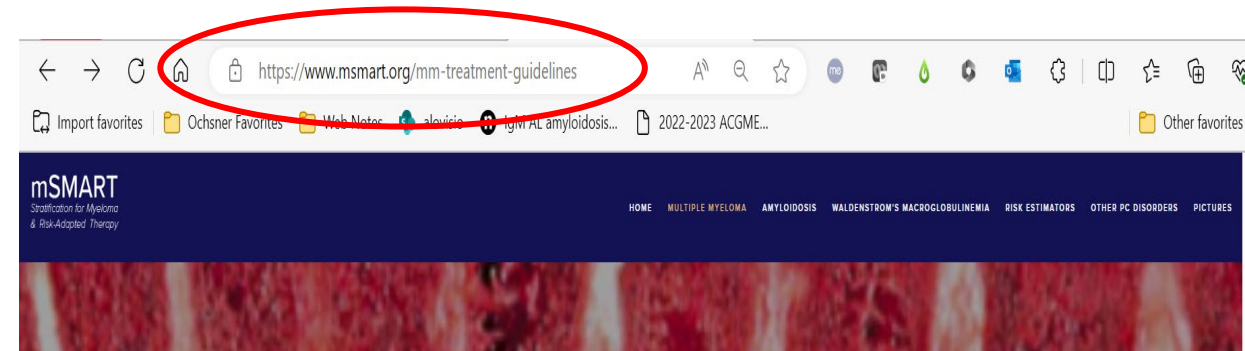 https://www.msmart.org/mm-treatment-guidelines
Import favorites Ochsner Favorites Web Notes alovisio IgM AL amyloidosis... 2022-2023 ACGME... Other favorites
mSMART
Stratification for Myeloma
& Risk-Adapted Therapy
HOME MULTIPLE MYELOMA AMYLOIDOSIS WALDENSTROM'S MACROGLOBULINEMIA RISK ESTIMATORS OTHER PC DISORDERS PICTURES